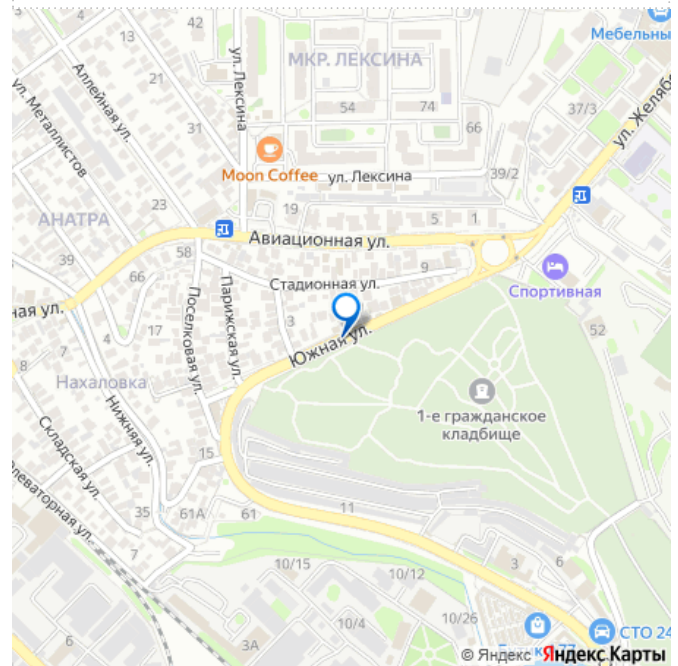 Мебельны
13
21
Аллейная ул.
ул. Лексина
МКР. ЛЕКСИНА
ул. Металлистов
31
54
74
66
37/3
ул. Желяб
Moon Coffee
ул. Лексина
39/2
23
19
5
1
АНАТРА
Авиационная ул.
58
39
66
Стадионная ул.
9
Спортивная
ная ул.
4
17
Поселковая ул.
Парижская ул.
3
Южная ул.
52
8
Нахаловка
7
1-е гражданское
кладбище
Складская ул.
Нижняя ул.
15
леваторная ул.
35
61А
61
11
7
10/15
10/12
3
6
10/4
10/26
6
3А
СТО 24
© Яндекс Яндекс Карты